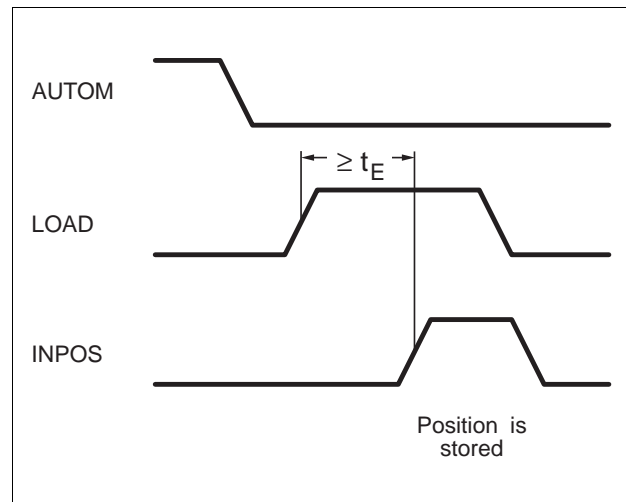 AUTOM
≥ tE
LOAD
INPOS
Position is
stored